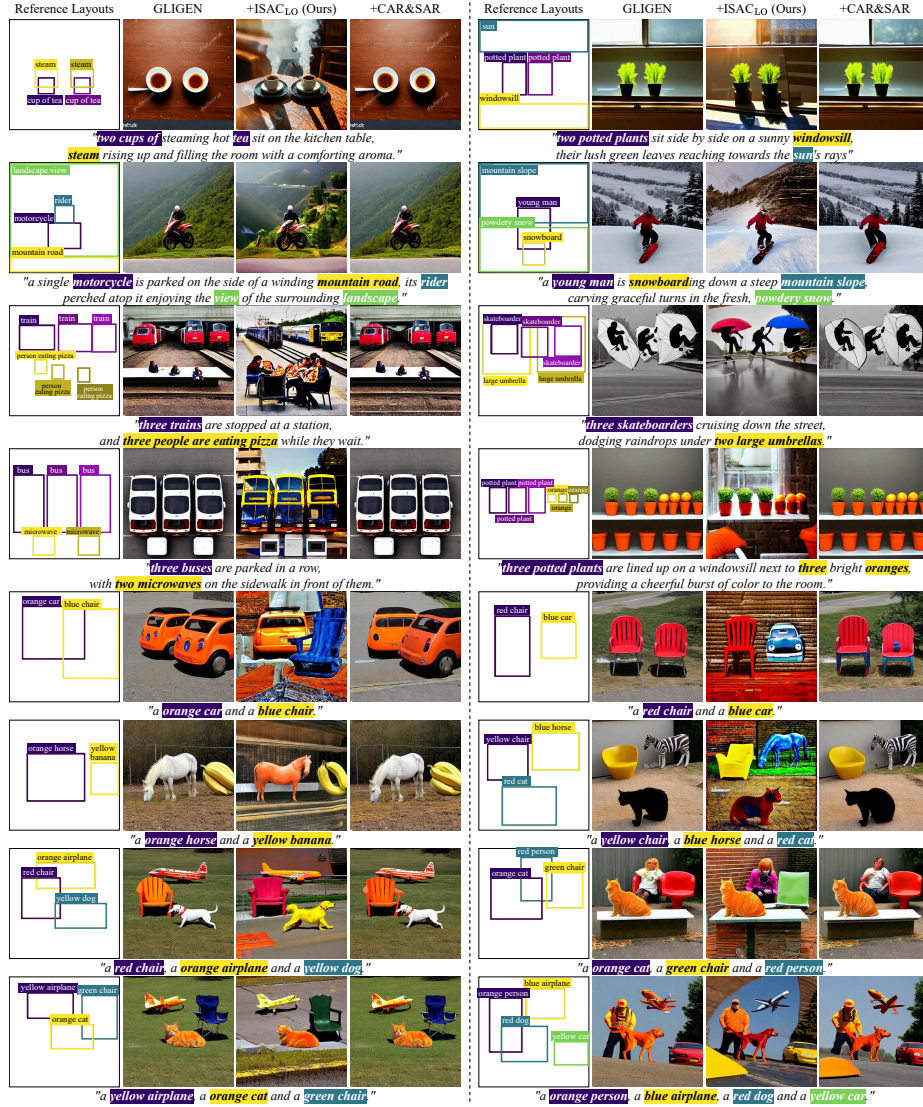 Reference Layouts GLIGEN +ISAC_LO (Ours) +CAR&SAR
steam steam
cup of tea cup of tea
"two cups of steaming hot tea sit on the kitchen table,
steam rising up and filling the room with a comforting aroma."
landscape view
rider
motorcycle
mountain road
"a single motorcycle is parked on the side of a winding mountain road, its rider
perched atop it enjoying the view of the surrounding landscape."
train train train
person eating pizza
person
eating pizza
person
eating pizza
"three trains are stopped at a station,
and three people are eating pizza while they wait."
bus bus bus
microwave microwave
"three buses are parked in a row,
with two microwaves on the sidewalk in front of them."
orange car blue chair
"a orange car and a blue chair."
orange horse yellow
banana
"a orange horse and a yellow banana."
orange airplane
red chair
yellow dog
"a red chair, a orange airplane and a yellow dog."
yellow airplane
green chair
orange cat
"a yellow airplane, a orange cat and a green chair."
Reference Layouts GLIGEN +ISAC_LO (Ours) +CAR&SAR
sun
potted plant potted plant
windowsill
"two potted plants sit side by side on a sunny windowsill,
their lush green leaves reaching towards the sun's rays"
mountain slope
young man
powdery snow
snowboard
"a young man is snowboarding down a steep mountain slope,
carving graceful turns in the fresh, powdery snow."
skateboarder
skateboarder
skateboarder
large umbrella large umbrella
"three skateboarders cruising down the street,
dodging raindrops under two large umbrellas."
potted plant potted plant
orange orange
orange
potted plant
"three potted plants are lined up on a windowsill next to three bright oranges,
providing a cheerful burst of color to the room."
red chair
blue car
"a red chair and a blue car."
blue horse
yellow chair
red cat
"a yellow chair, a blue horse and a red cat."
red person
green chair
orange cat
"a orange cat, a green chair and a red person."
blue airplane
orange person
red dog
yellow car
"a orange person, a blue airplane, a red dog and a yellow car."